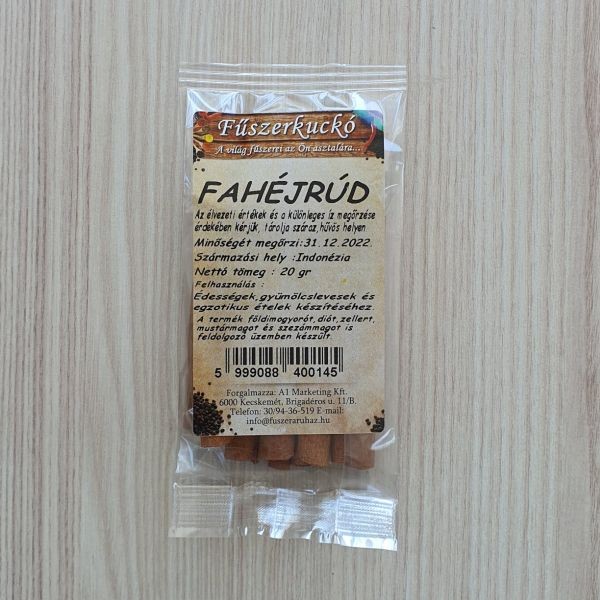 Fűszerkuckó
A világ fűszerei az Ön asztalára...
FAHÉJRÚD
Az élvezeti értékek és a különleges íz megőrzése
érdekében kérjük, tárolja száraz,hűvös helyen.
Minőségét megőrzi:31.12.2022.
Származási hely :Indonézia
Nettó tömeg : 20 gr
Felhasználás :
Édességek,gyümölcslevesek és
egzotikus ételek készítéséhez.
A termék földimogyorót,diót,zellert,
mustármagot és szezámmagot is
feldolgozó üzemben készült.
5 999088 400145
Forgalmazza: A1 Marketing Kft.
6000 Kecskemét, Brigadéros u. 11/B.
Telefon: 30/94-36-519 E-mail:
info@fuszeraruhaz.hu